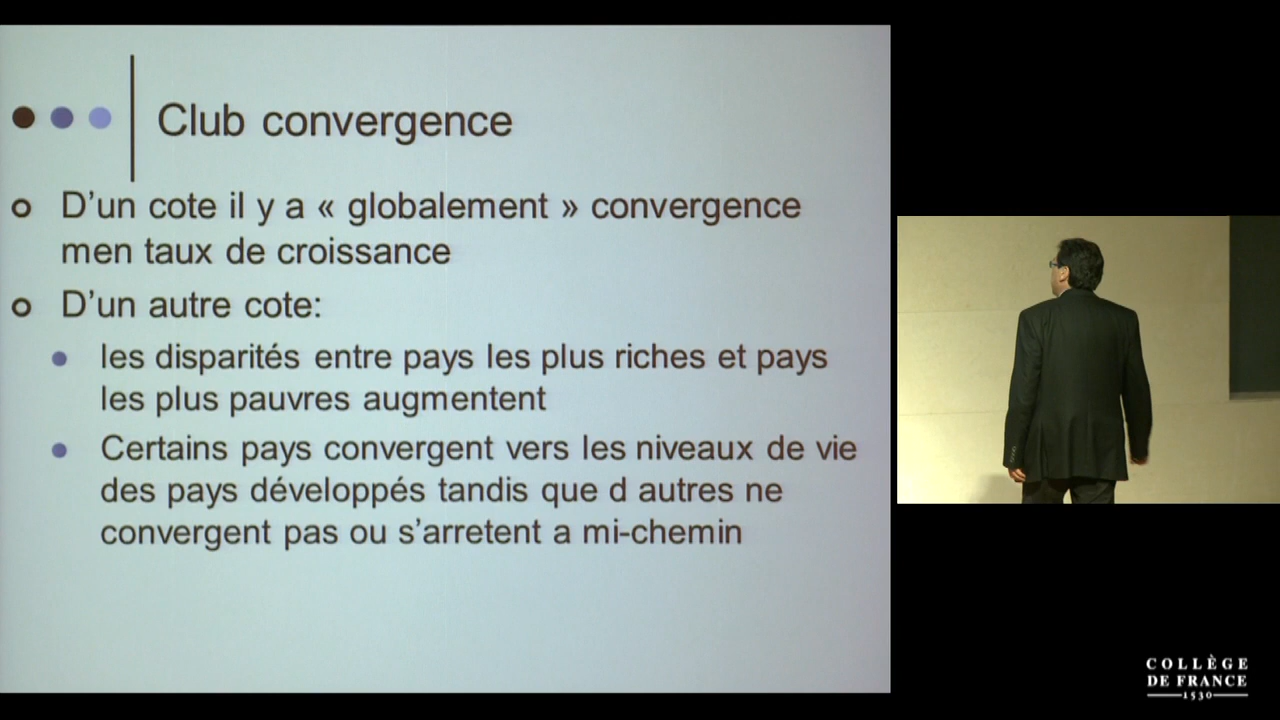 Club convergence
D’un cote il y a « globalement » convergence
men taux de croissance
D’un autre cote:
les disparités entre pays les plus riches et pays
les plus pauvres augmentent
Certains pays convergent vers les niveaux de vie
des pays développés tandis que d autres ne
convergent pas ou s’arretent a mi-chemin
COLLÈGE
DE FRANCE
1530